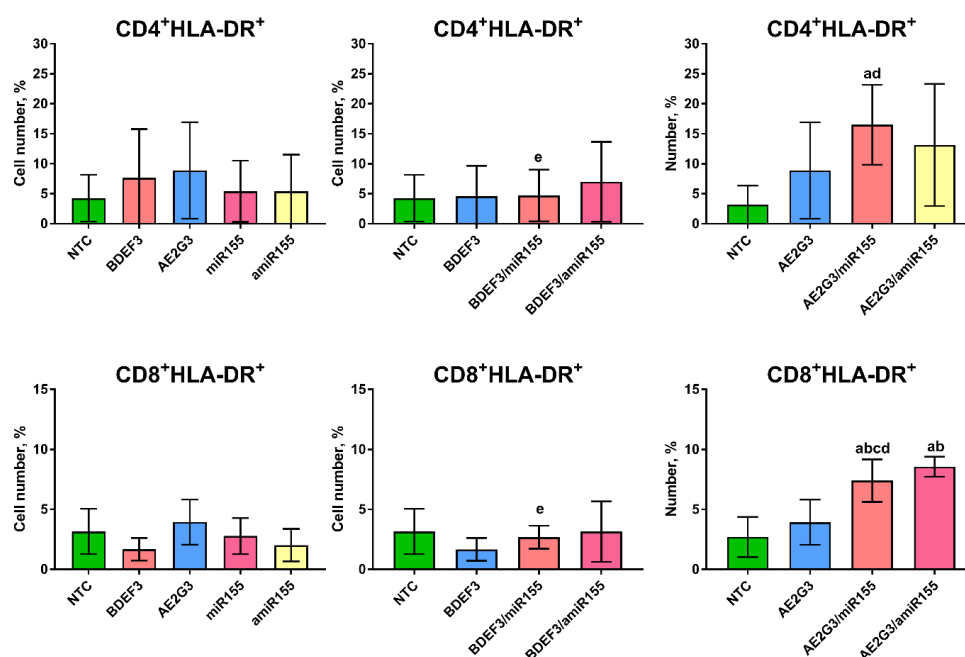 CD4⁺HLA-DR⁺
Cell number, %
30
25
20
15
10
5
0
NTC
BDEF3
AE2G3
miR155
amiR155
CD4⁺HLA-DR⁺
Cell number, %
30
25
20
15
10
5
0
e
NTC
BDEF3
BDEF3/miR155
BDEF3/amiR155
CD4⁺HLA-DR⁺
Number, %
30
25
20
15
10
5
0
ad
NTC
AE2G3
AE2G3/miR155
AE2G3/amiR155
CD8⁺HLA-DR⁺
Cell number, %
15
10
5
0
NTC
BDEF3
AE2G3
miR155
amiR155
CD8⁺HLA-DR⁺
Cell number, %
15
10
5
0
e
NTC
BDEF3
BDEF3/miR155
BDEF3/amiR155
CD8⁺HLA-DR⁺
Number, %
15
10
5
0
abcd
ab
NTC
AE2G3
AE2G3/miR155
AE2G3/amiR155